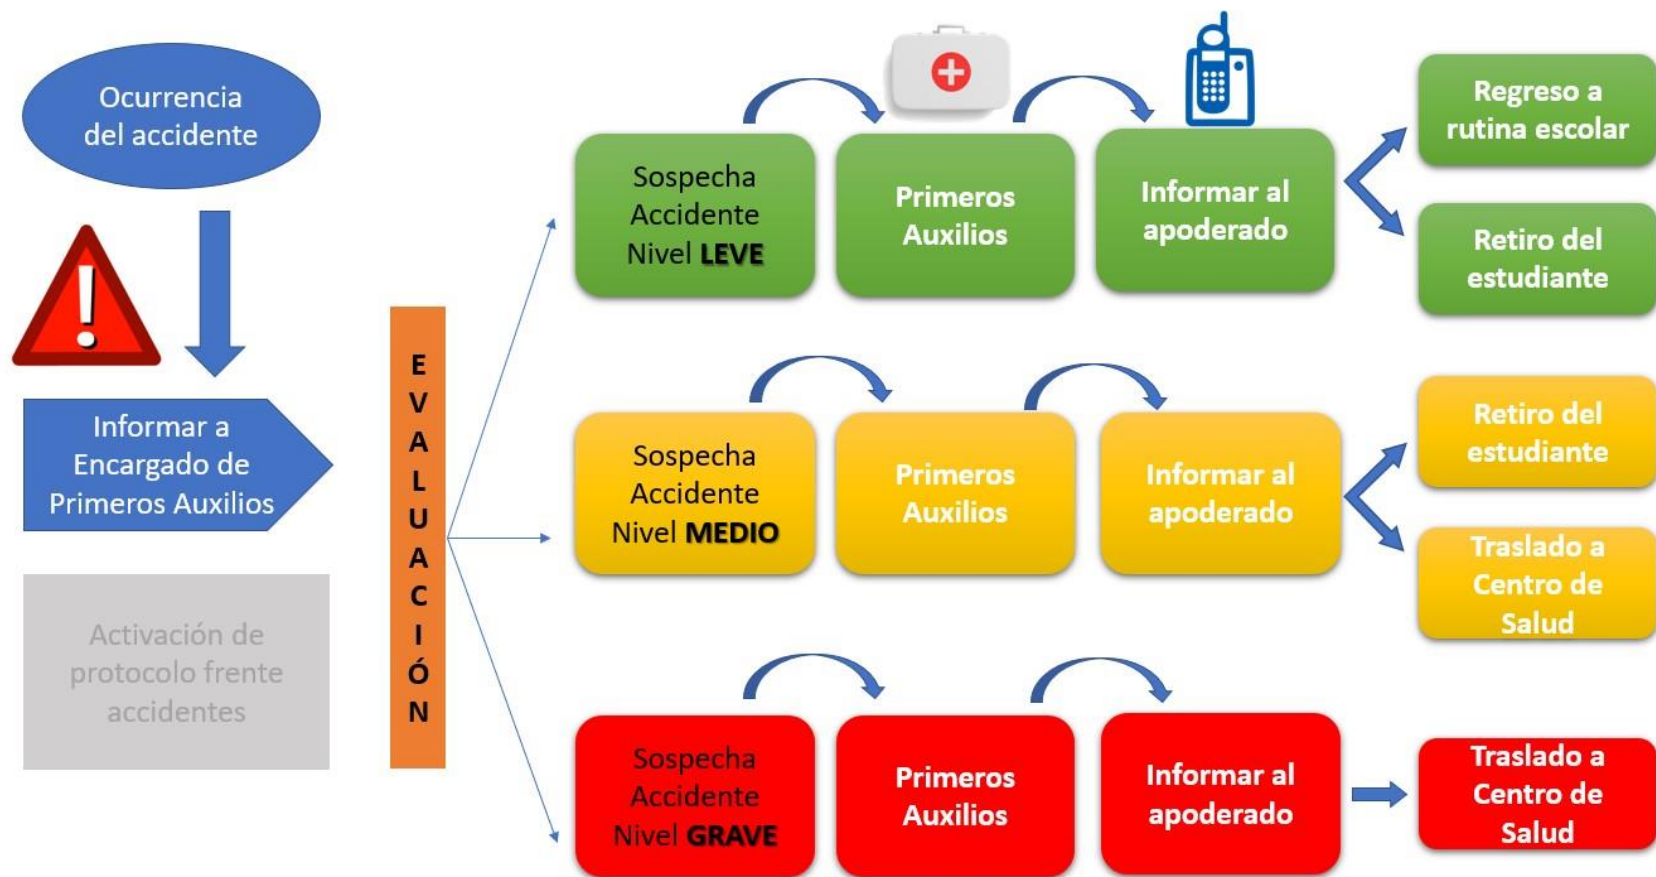 Ocurrencia
del accidente
Informar a
Encargado de
Primeros Auxilios
Activación de
protocolo frente
accidentes
EVALUACIÓN
Sospecha
Accidente
Nivel LEVE
Primeros
Auxilios
Informar al
apoderado
Regreso a
rutina escolar
Retiro del
estudiante
Sospecha
Accidente
Nivel MEDIO
Primeros
Auxilios
Informar al
apoderado
Retiro del
estudiante
Traslado a
Centro de
Salud
Sospecha
Accidente
Nivel GRAVE
Primeros
Auxilios
Informar al
apoderado
Traslado a
Centro de
Salud